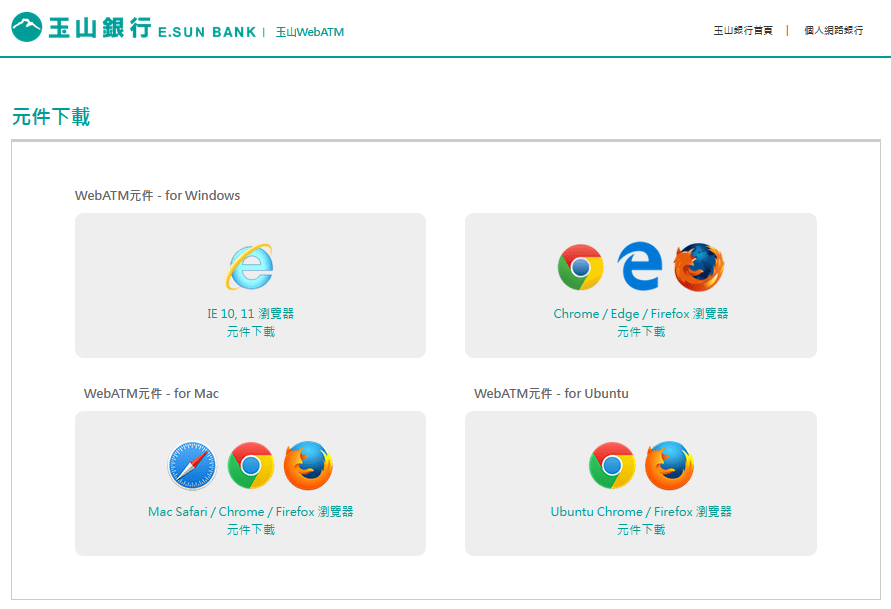 玉山銀行 E.SUN BANK | 玉山WebATM
玉山銀行首頁 | 個人網路銀行
元件下載
WebATM元件 - for Windows
IE 10, 11 瀏覽器
元件下載
Chrome / Edge / Firefox 瀏覽器
元件下載
WebATM元件 - for Mac
WebATM元件 - for Ubuntu
Mac Safari / Chrome / Firefox 瀏覽器
元件下載
Ubuntu Chrome / Firefox 瀏覽器
元件下載